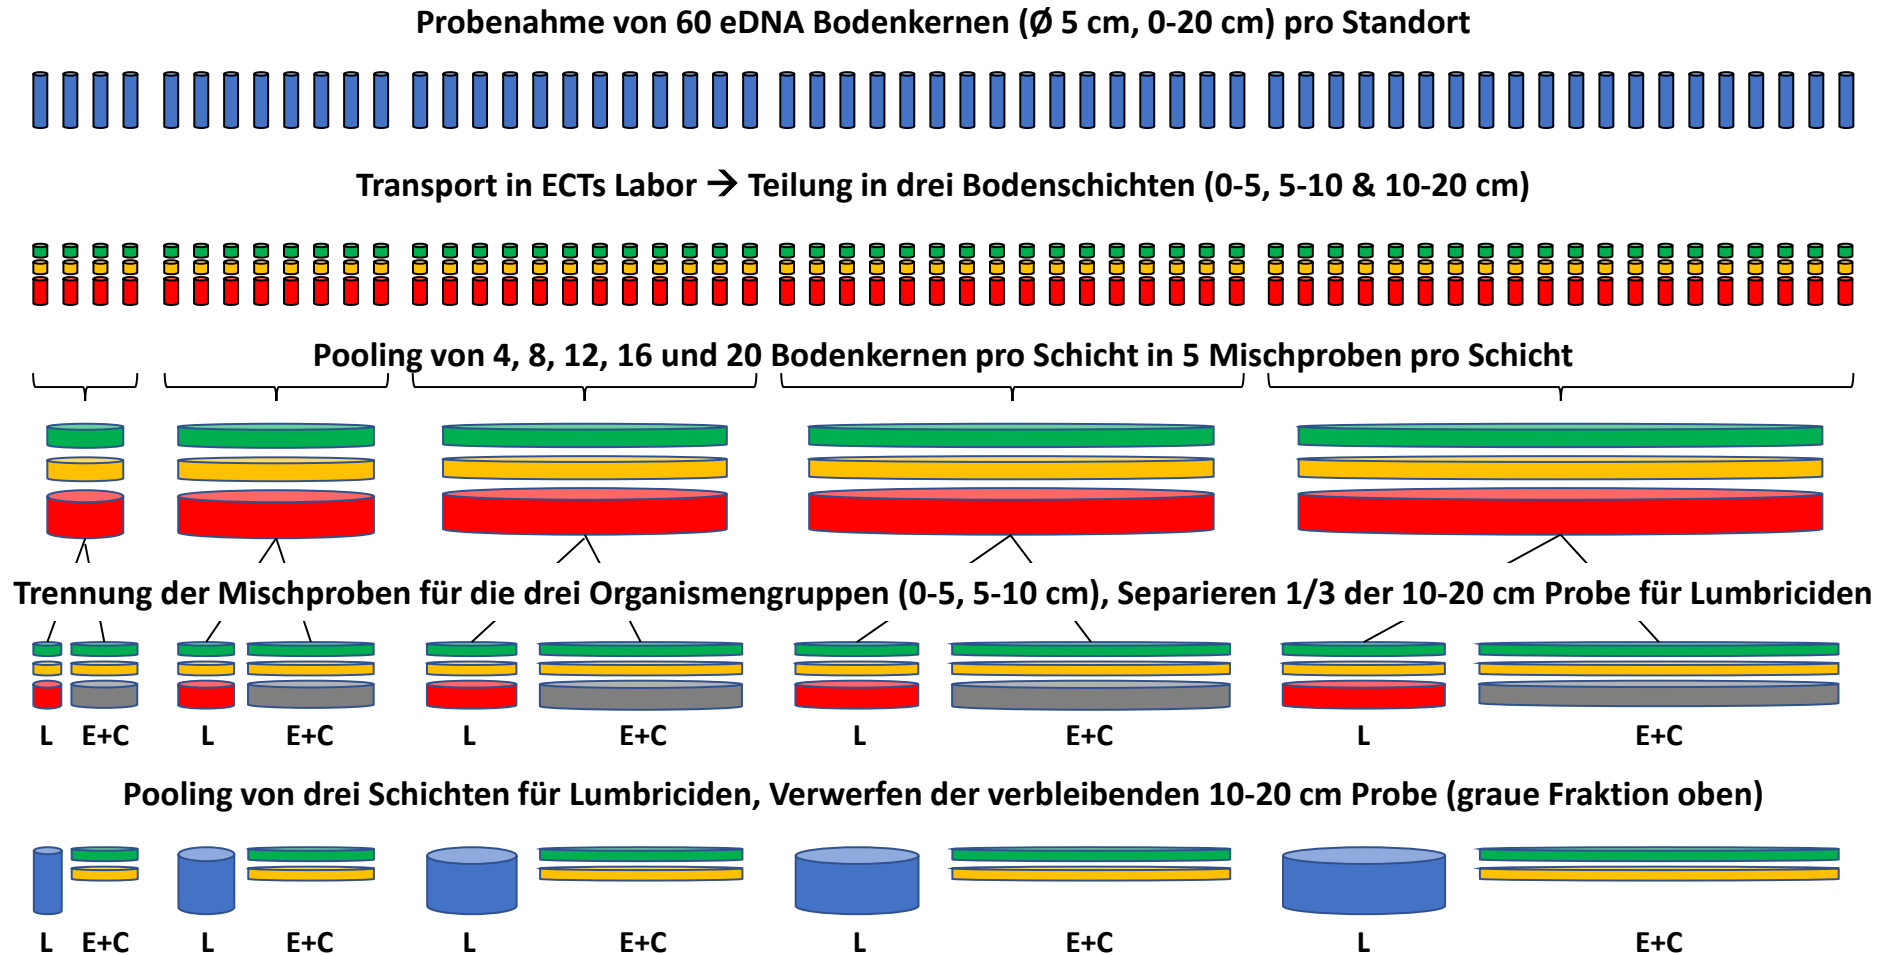 Probenahme von 60 eDNA Bodenkernen (Ø 5 cm, 0-20 cm) pro Standort
Transport in ECTs Labor → Teilung in drei Bodenschichten (0-5, 5-10 & 10-20 cm)
Pooling von 4, 8, 12, 16 und 20 Bodenkernen pro Schicht in 5 Mischproben pro Schicht
Trennung der Mischproben für die drei Organismengruppen (0-5, 5-10 cm), Separieren 1/3 der 10-20 cm Probe für Lumbriciden
L E+C L E+C L E+C L E+C L E+C
Pooling von drei Schichten für Lumbriciden, Verwerfen der verbleibenden 10-20 cm Probe (graue Fraktion oben)
L E+C L E+C L E+C L E+C L E+C